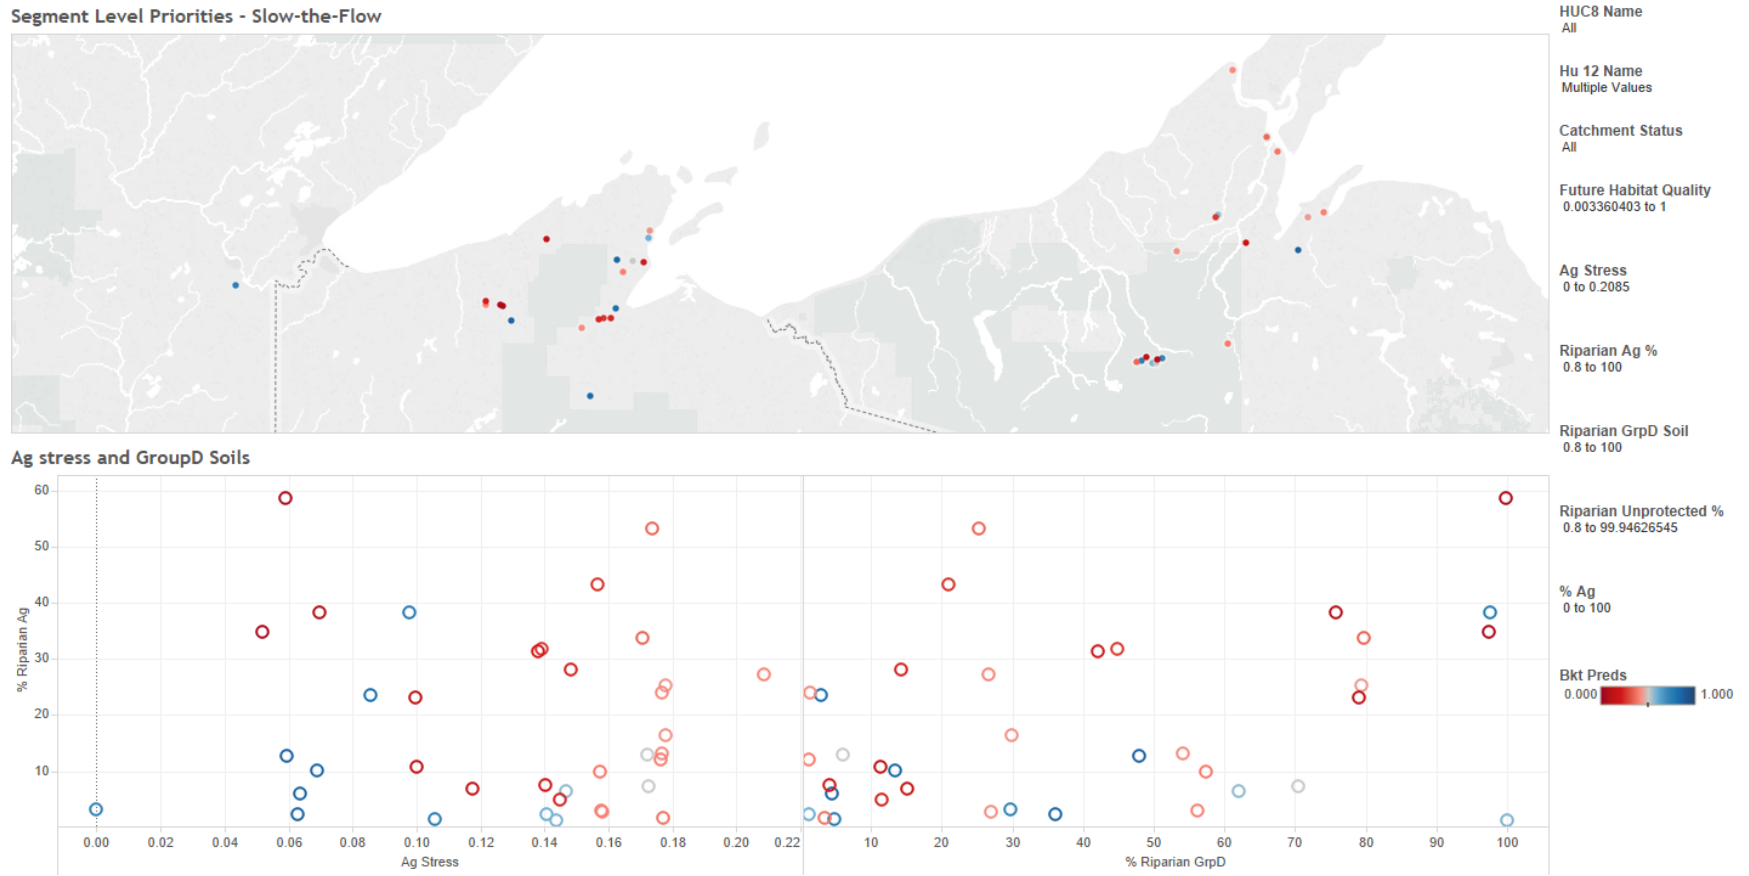 Segment Level Priorities - Slow-the-Flow
HUC8 Name
All
Hu 12 Name
Multiple Values
Catchment Status
All
Future Habitat Quality
0.003360403 to 1
Ag Stress
0 to 0.2085
Riparian Ag %
0.8 to 100
Riparian GrpD Soil
0.8 to 100
Riparian Unprotected %
0.8 to 99.94626545
% Ag
0 to 100
Bkt Preds
0.000 1.000
Ag stress and GroupD Soils
% Riparian Ag
60
50
40
30
20
10
0.00 0.02 0.04 0.06 0.08 0.10 0.12 0.14 0.16 0.18 0.20 0.22
Ag Stress
10 20 30 40 50 60 70 80 90 100
% Riparian GrpD